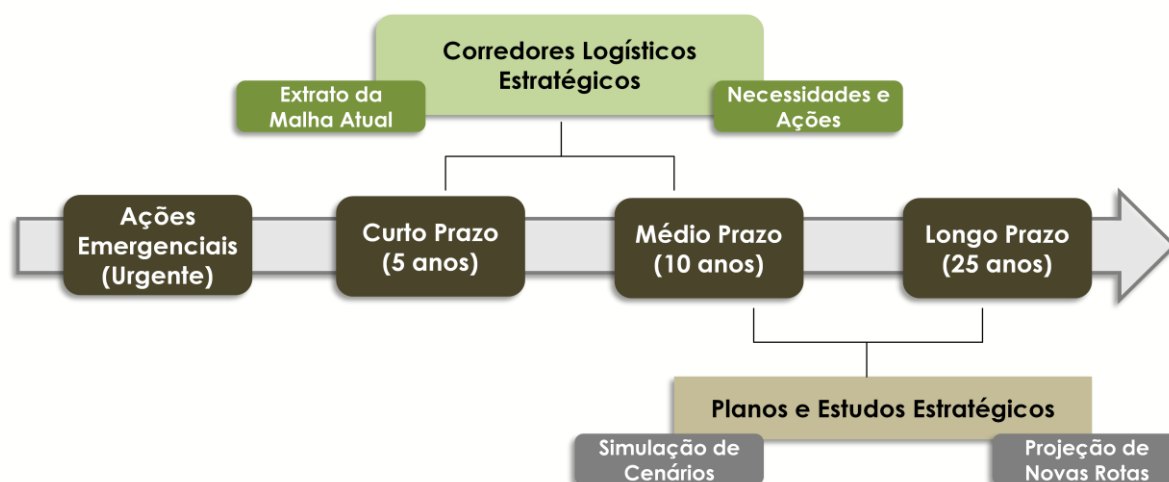 Corredores Logísticos
Estratégicos
Extrato da
Malha Atual
Necessidades e
Ações
Ações
Emergenciais
(Urgente)
Curto Prazo
(5 anos)
Médio Prazo
(10 anos)
Longo Prazo
(25 anos)
Planos e Estudos Estratégicos
Simulação de
Cenários
Projeção de
Novas Rotas